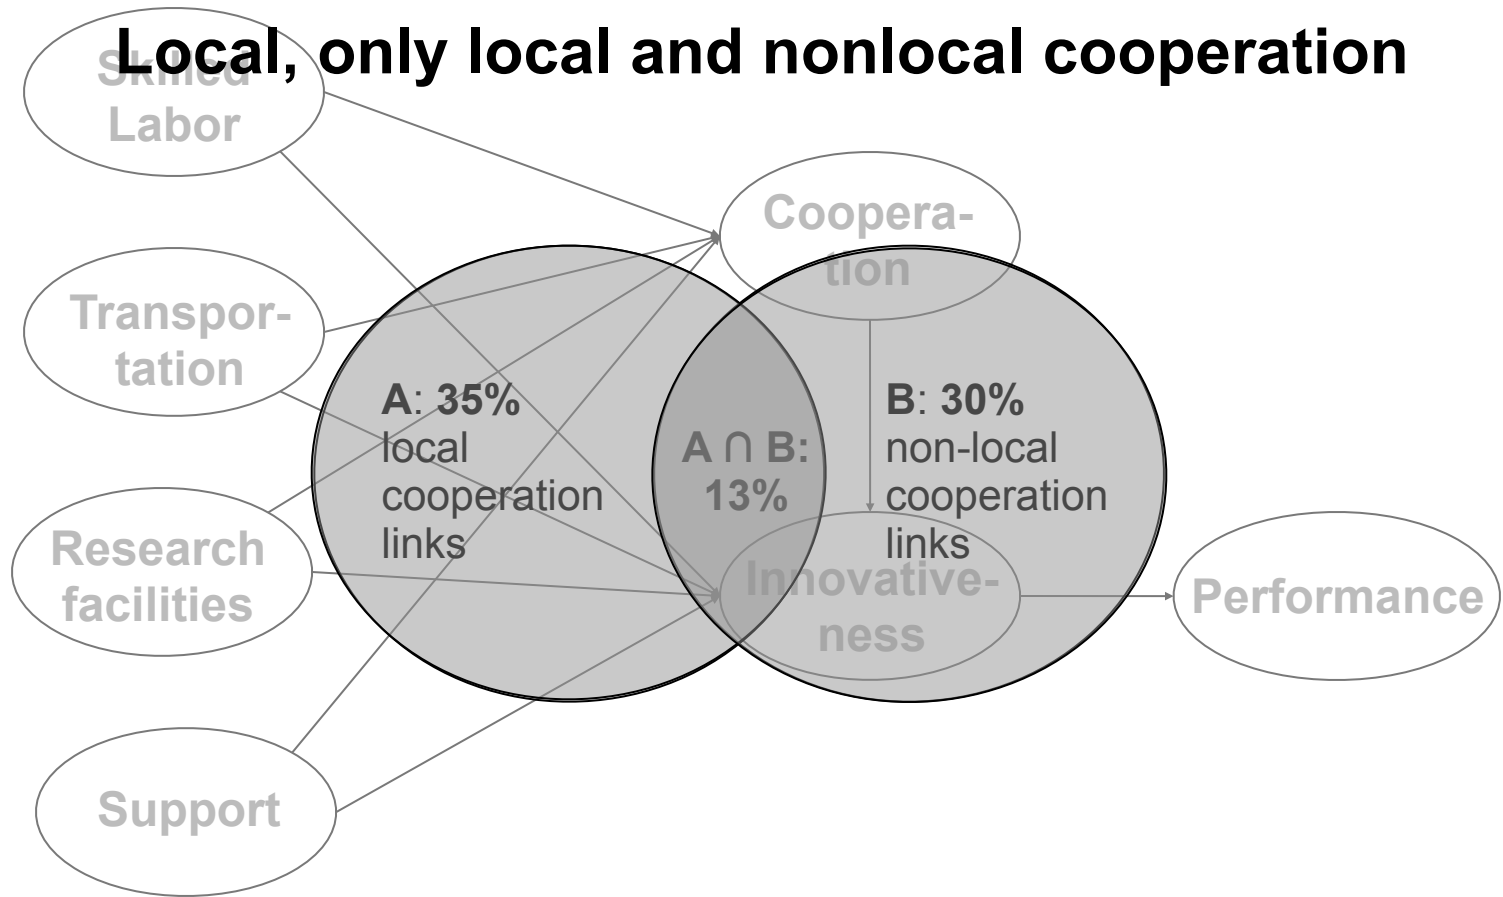 Local, only local and nonlocal cooperation
Skilled
Labor
Coopera-
tion
Transpor-
tation
A: 35%
local
cooperation
links
A ∩ B:
13%
B: 30%
non-local
cooperation
links
Research
facilities
Innovative-
ness
Performance
Support